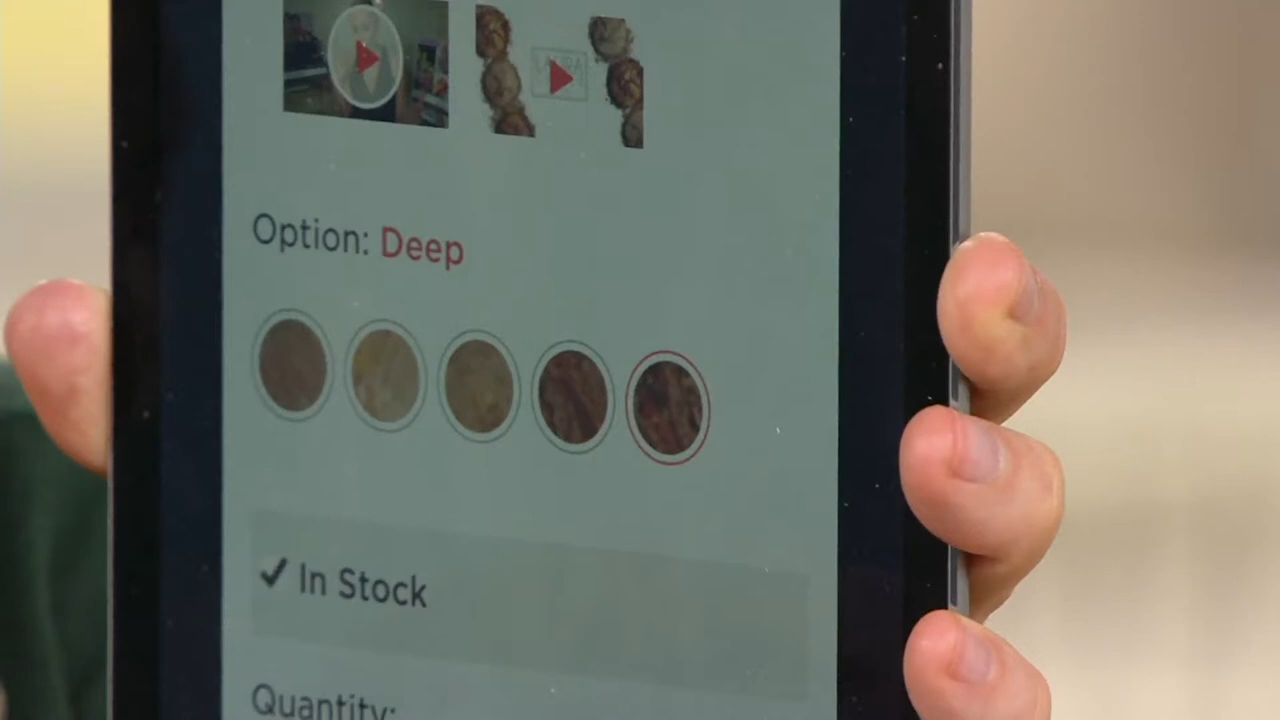 Option: Deep
✔ In Stock
Quantity: